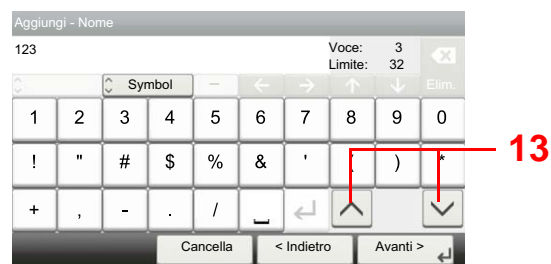 Aggiungi - Nome
123 Voce: 3
Limite: 32
Symbol Elim.
1 2 3 4 5 6 7 8 9 0
! " # $ % & ' ( ) *
+ , - . /
Cancella < Indietro Avanti >
13